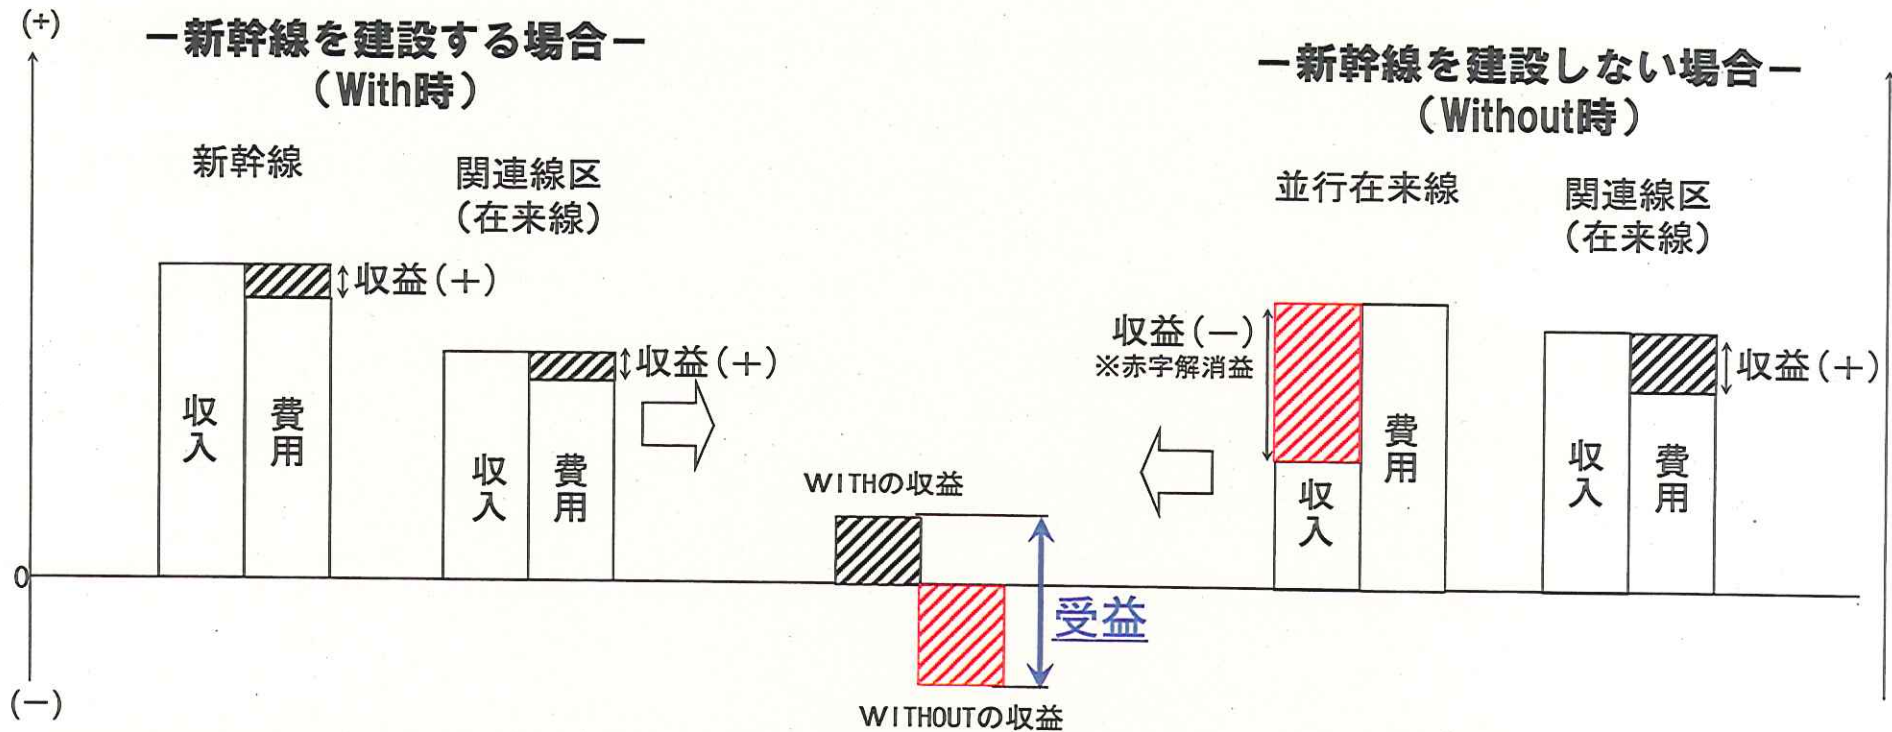 (+)
－新幹線を建設する場合－
（With時）
新幹線
関連線区
（在来線）
収益(＋)
収益(＋)
収入
費用
収入
費用
0
(－)
WITHの収益
受益
WITHOUTの収益
－新幹線を建設しない場合－
（Without時）
並行在来線
関連線区
（在来線）
収益(－)
※赤字解消益
収益(＋)
収入
費用
収入
費用